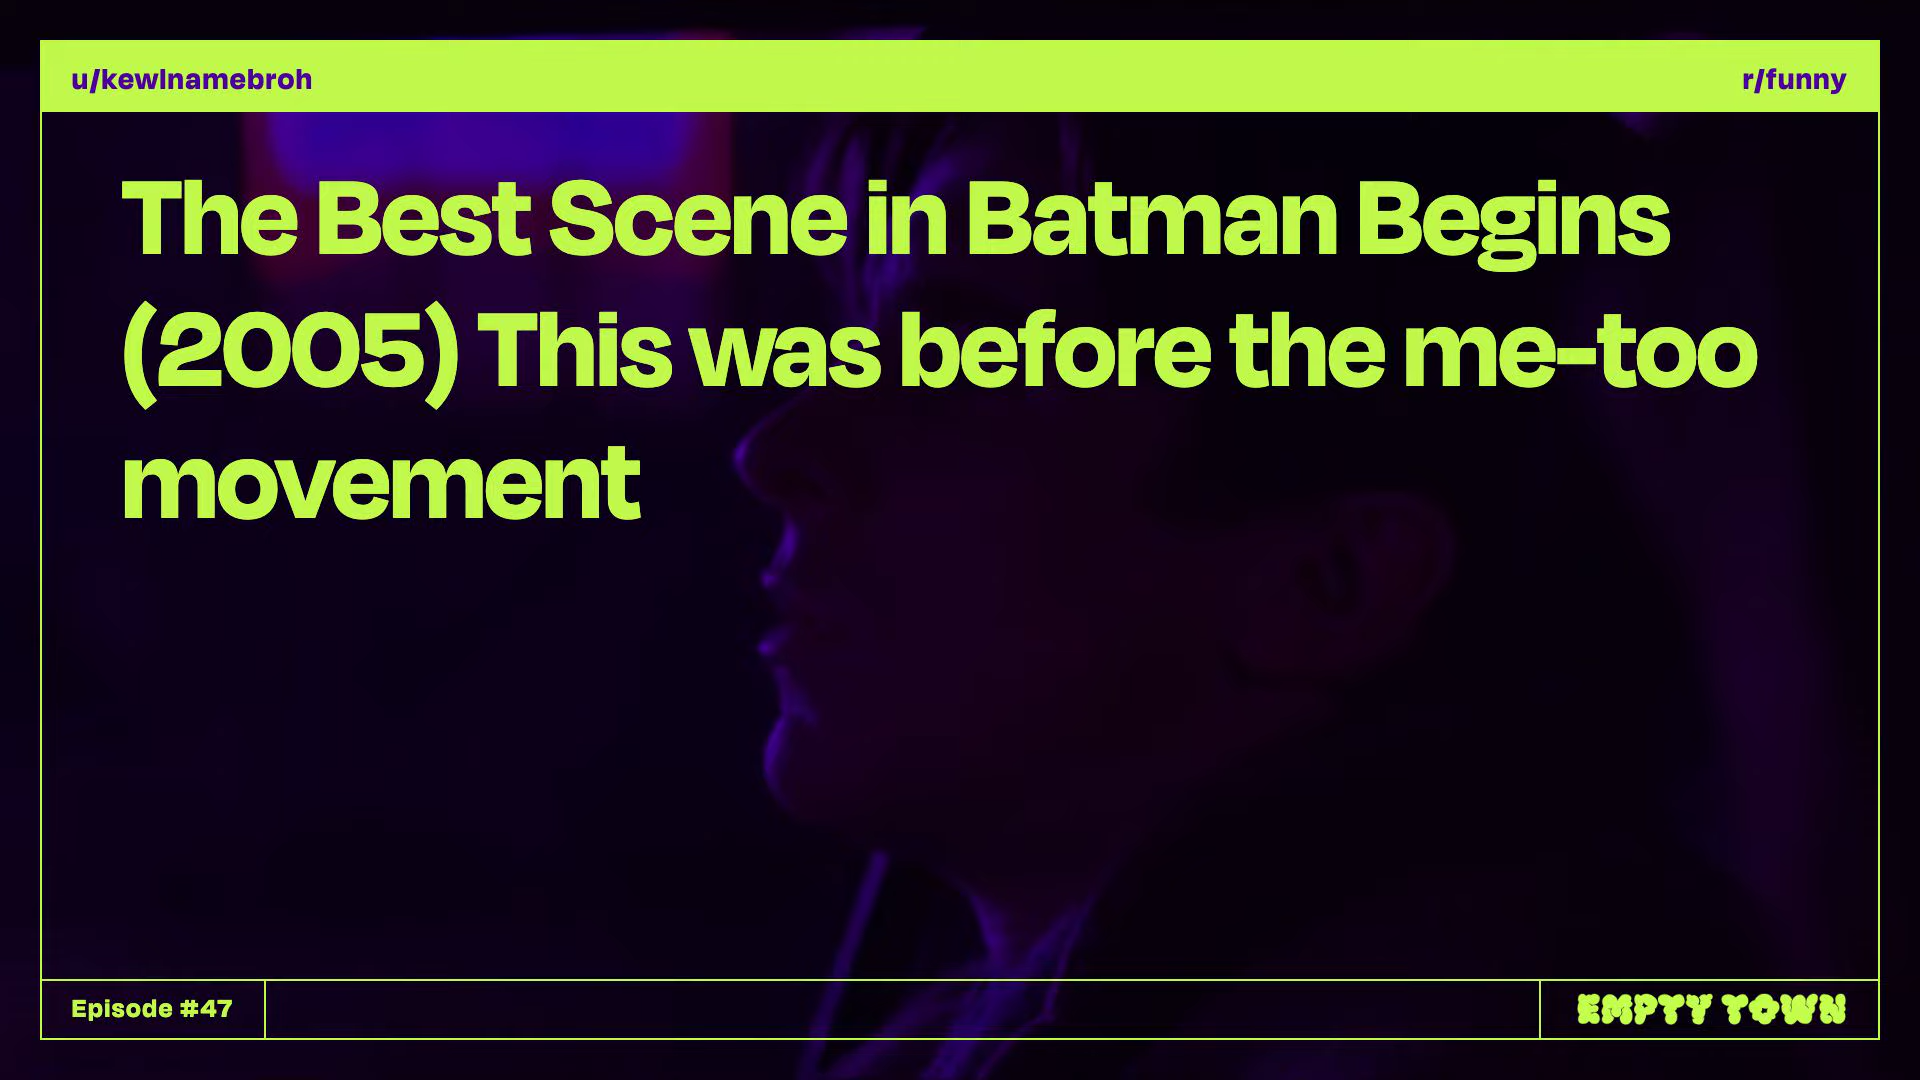 u/kewlnamebroh
r/funny
The Best Scene in Batman Begins
(2005) This was before the me-too
movement
Episode #47
EMPTY TOWN